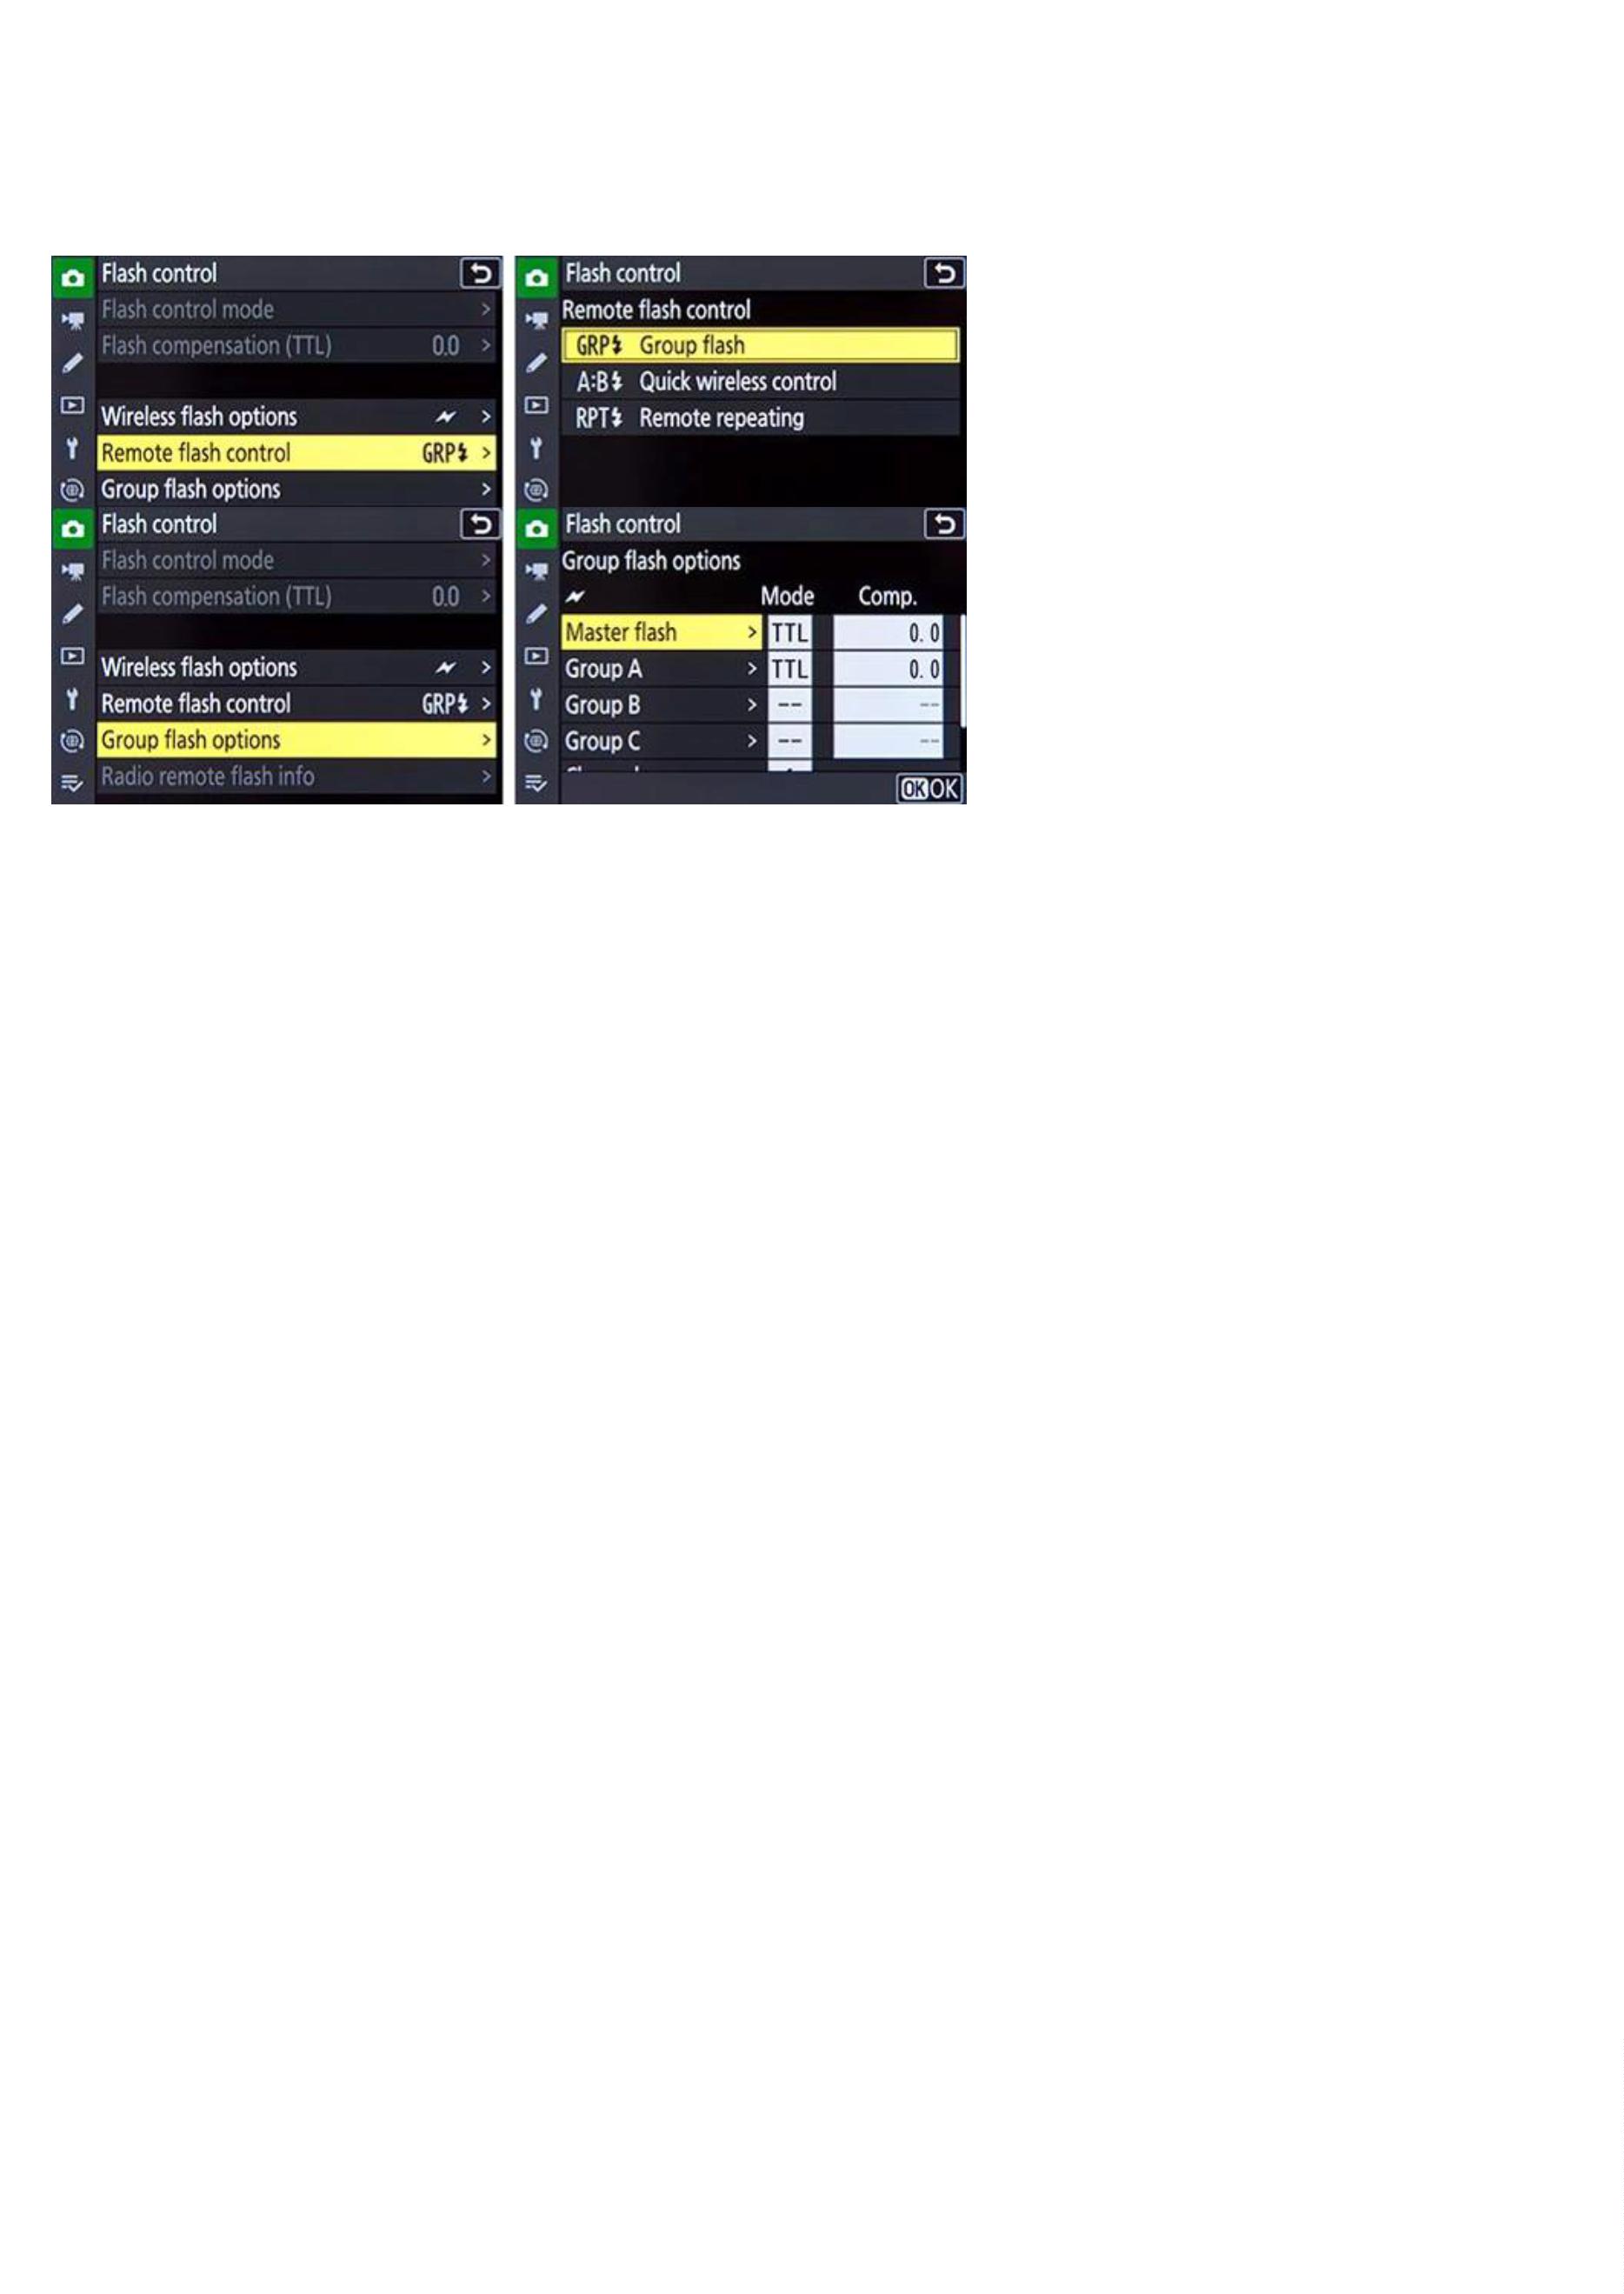 Flash control
Flash control mode >
Flash compensation (TTL) 0.0 >
Wireless flash options >
Remote flash control GRP >
Group flash options >
Flash control
Remote flash control
GRP Group flash
A:B Quick wireless control
RPT Remote repeating
Flash control
Flash control mode >
Flash compensation (TTL) 0.0 >
Wireless flash options >
Remote flash control GRP >
Group flash options >
Radio remote flash info >
Flash control
Group flash options
Mode Comp.
Master flash > TTL 0.0
Group A > TTL 0.0
Group B > -- --
Group C > -- --
OK OK